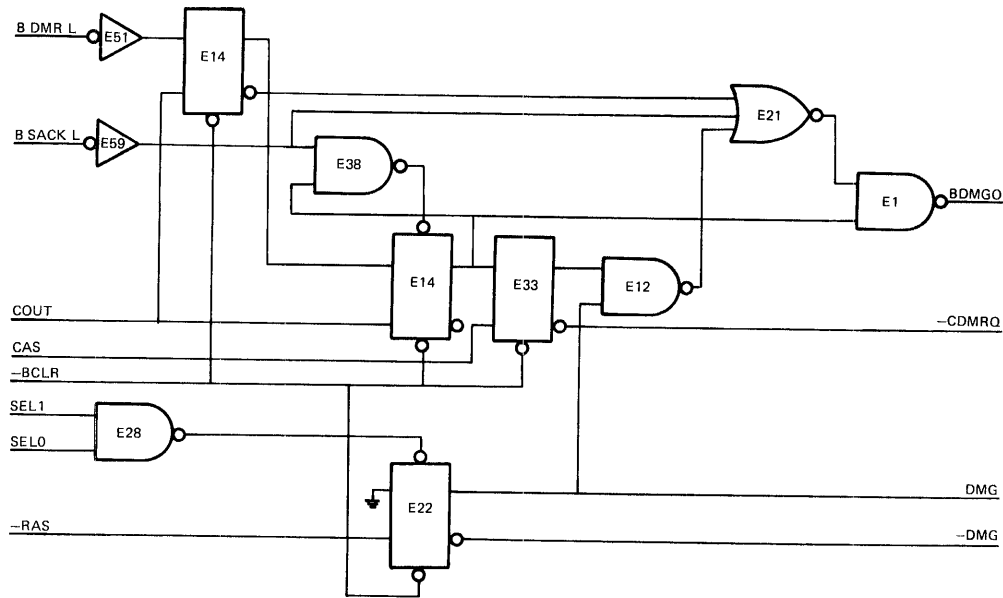 B DMR L
E51
E14
E21
B SACK L
E59
E38
E1
BDMGO
E14
E33
E12
COUT
-CDMRQ
CAS
-BCLR
SEL1
E28
SEL0
DMG
E22
-RAS
-DMG